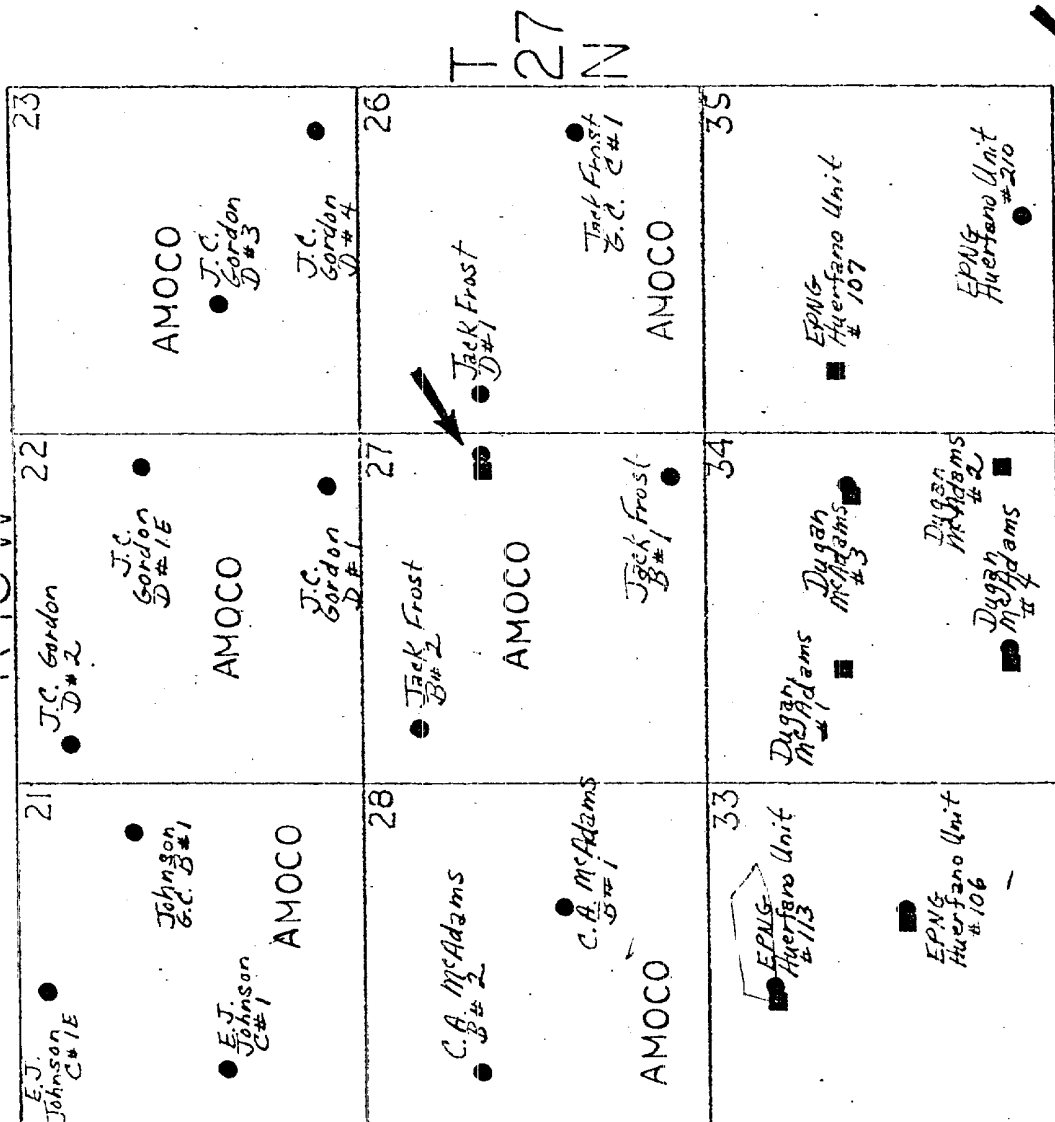 T
27
N
21
E.J.
Johnson
C#1E
Johnson
G.C. B#1
E.J.
Johnson
C#1
AMOCO
22
J.C. Gordon
D#2
J.C.
Gordon
D#1E
AMOCO
J.C.
Gordon
D#1
23
AMOCO
J.C.
Gordon
D#3
J.C.
Gordon
D#4
28
C.A. McAdams
B#2
C.A. McAdams
B#1
AMOCO
27
Jack Frost
B#2
AMOCO
Jack Frost
B#1
26
Jack Frost
D#1
Jack Frost
G.C. C#1
AMOCO
33
EPNG
Huerfano Unit
#113
EPNG
Huerfano Unit
#106
34
Dugan
McAdams
#1
Dugan
McAdams
#3
Dugan
McAdams
#2
Dugan
McAdams
#4
35
EPNG
Huerfano Unit
#107
EPNG
Huerfano Unit
#210